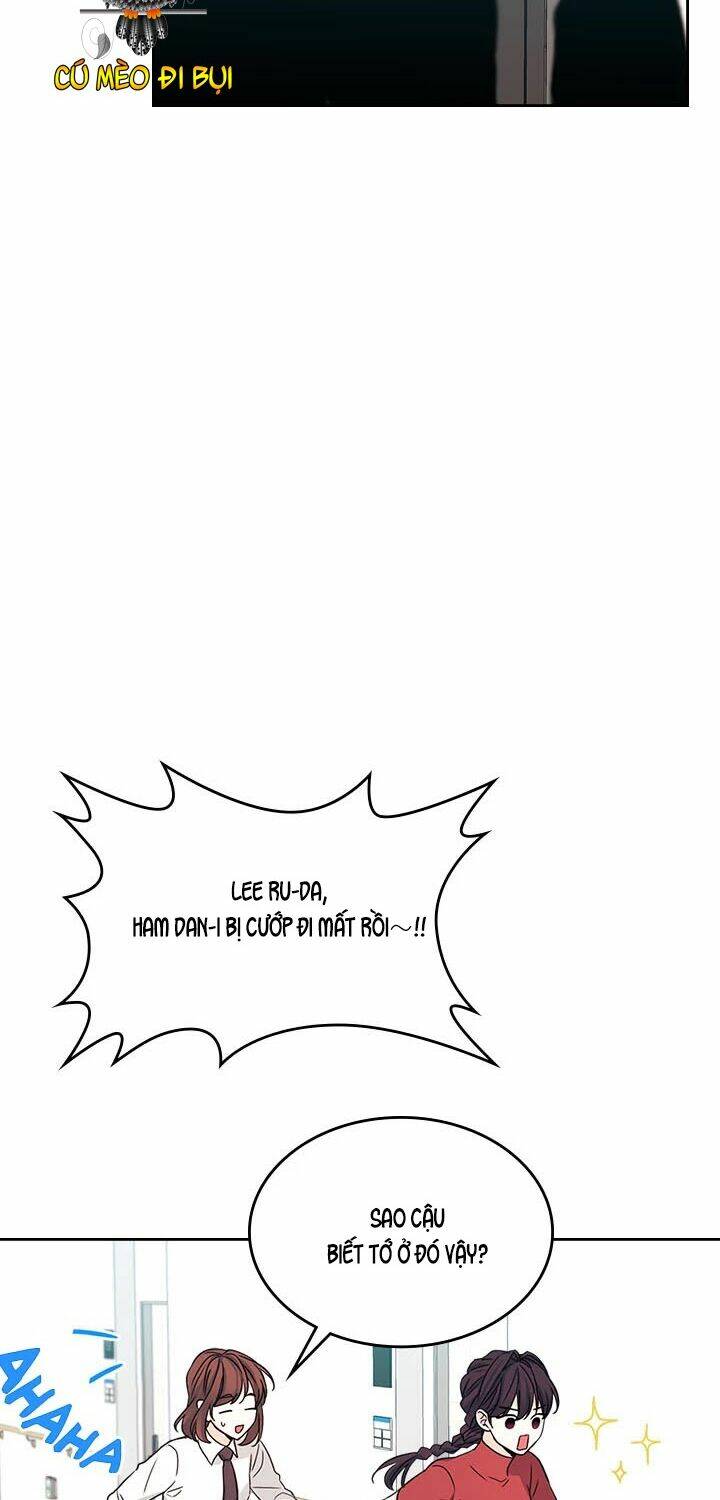 CÚ MÈO ĐI BỤI
LEE RU-DA,
HAM DAN-I BỊ CƯỚP ĐI MẤT RỒI~!!
SAO CẬU
BIẾT TỚ Ở ĐÓ VẬY?
AHAHA